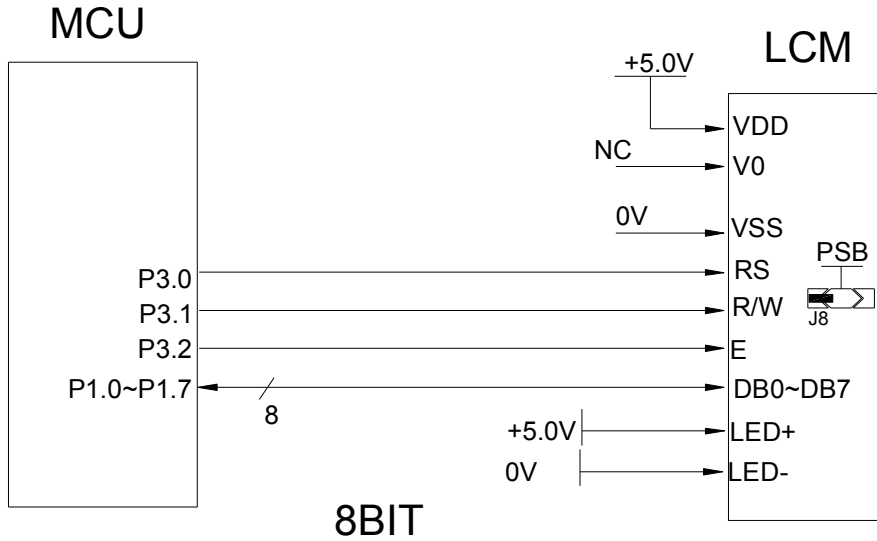 MCU
LCM
+5.0V
VDD
NC
V0
0V
VSS
PSB
P3.0
RS
J8
P3.1
R/W
P3.2
E
P1.0~P1.7
8
DB0~DB7
+5.0V
LED+
0V
LED-
8BIT